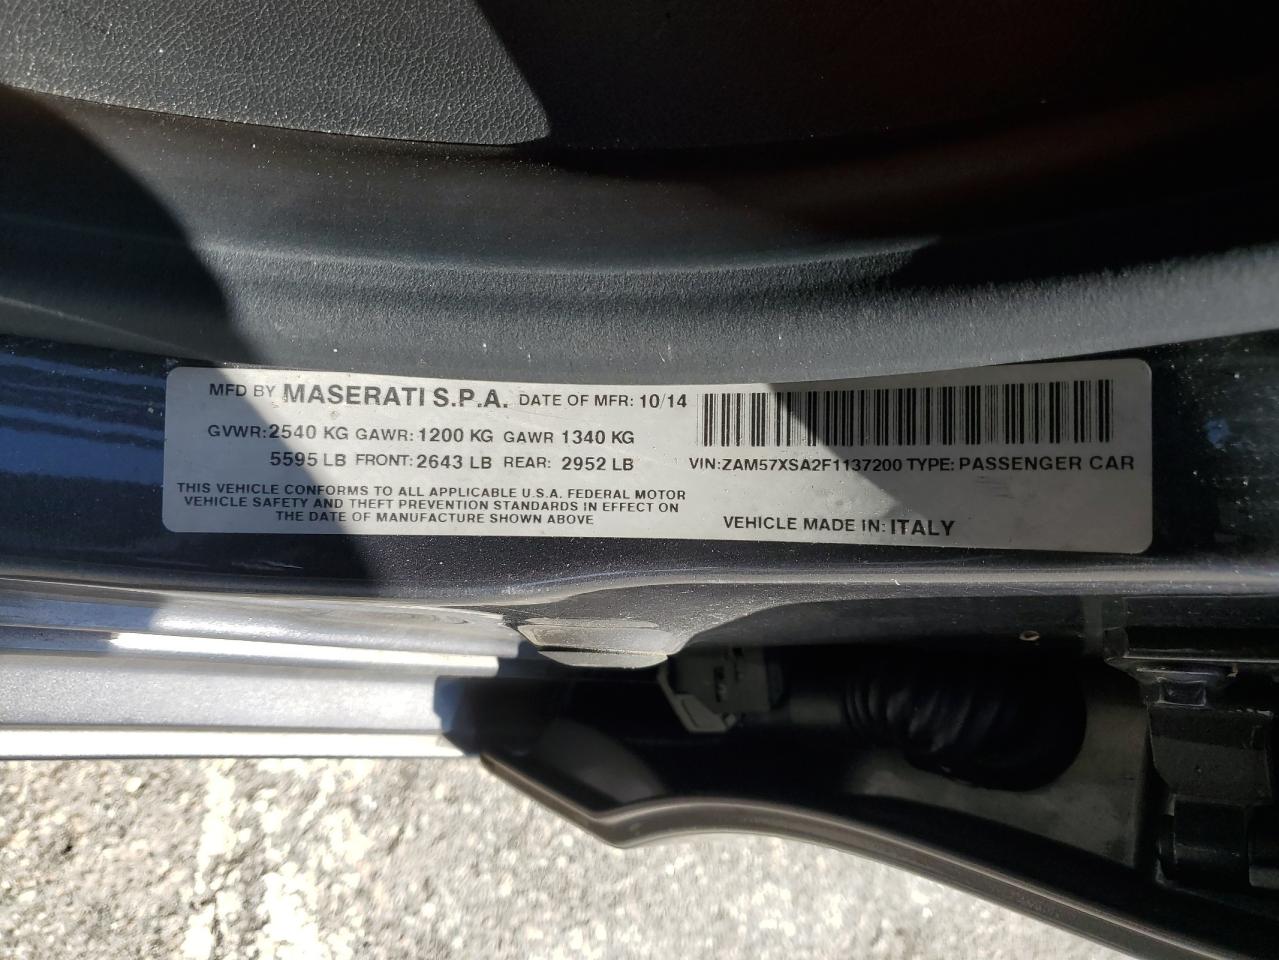 MFD BY MASERATI S.P.A. DATE OF MFR: 10/14
GVWR: 2540 KG GAWR: 1200 KG GAWR 1340 KG
5595 LB FRONT: 2643 LB REAR: 2952 LB
THIS VEHICLE CONFORMS TO ALL APPLICABLE U.S.A. FEDERAL MOTOR
VEHICLE SAFETY AND THEFT PREVENTION STANDARDS IN EFFECT ON
THE DATE OF MANUFACTURE SHOWN ABOVE
VIN: ZAM57XSA2F1137200 TYPE: PASSENGER CAR
VEHICLE MADE IN: ITALY